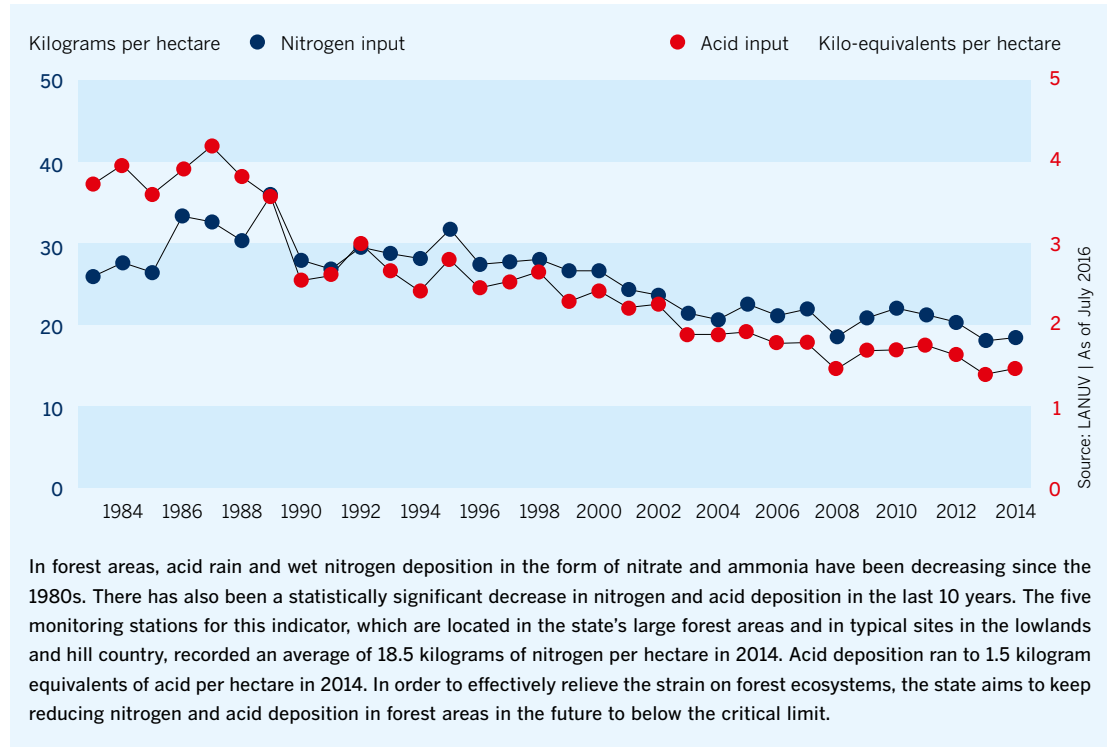 Kilograms per hectare Nitrogen input Acid input Kilo-equivalents per hectare
50 5
40 4
30 3
20 2
10 1
0 0
1984 1986 1988 1990 1992 1994 1996 1998 2000 2002 2004 2006 2008 2010 2012 2014
Source: LANUV | As of July 2016
In forest areas, acid rain and wet nitrogen deposition in the form of nitrate and ammonia have been decreasing since the
1980s. There has also been a statistically significant decrease in nitrogen and acid deposition in the last 10 years. The five
monitoring stations for this indicator, which are located in the state's large forest areas and in typical sites in the lowlands
and hill country, recorded an average of 18.5 kilograms of nitrogen per hectare in 2014. Acid deposition ran to 1.5 kilogram
equivalents of acid per hectare in 2014. In order to effectively relieve the strain on forest ecosystems, the state aims to keep
reducing nitrogen and acid deposition in forest areas in the future to below the critical limit.